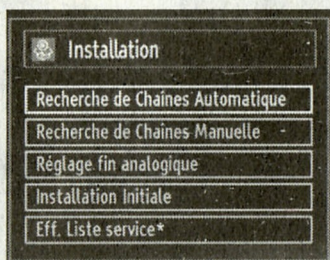 Installation
Recherche de Chaînes Automatique
Recherche de Chaînes Manuelle
Réglage fin analogique
Installation Initiale
Eff. Liste service*